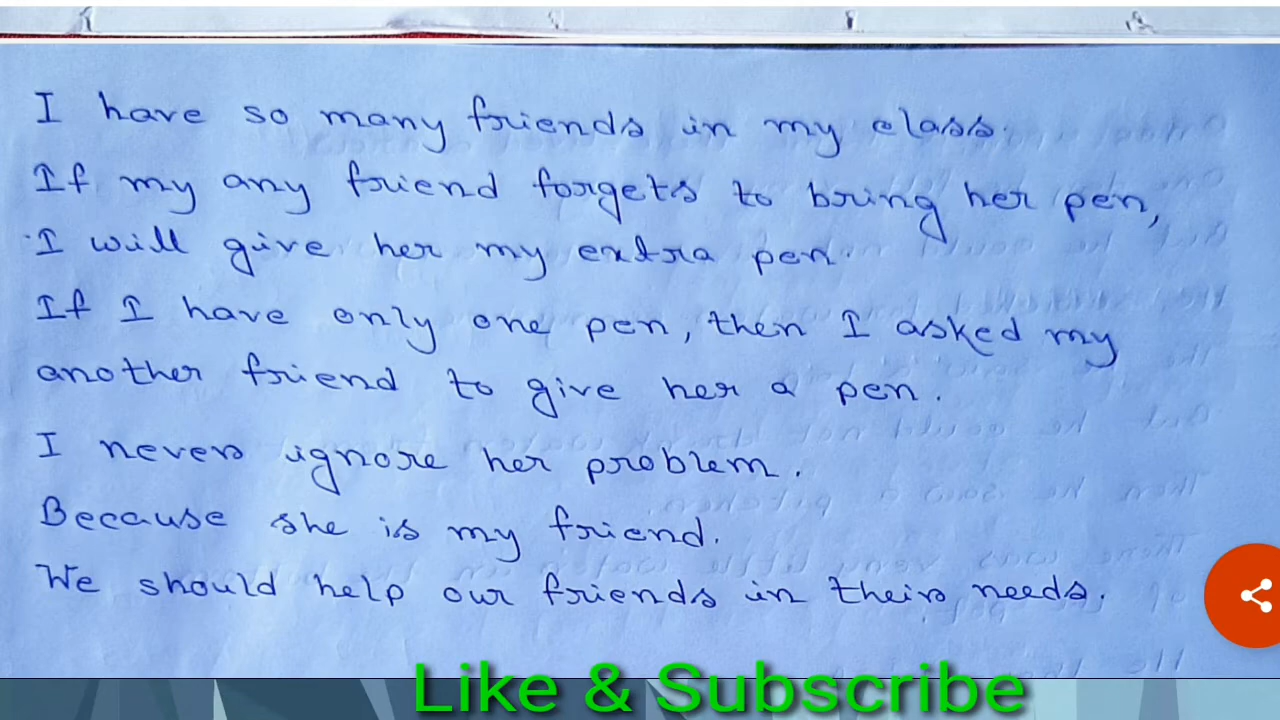 I have so many friends in my class.
If my any friend forgets to bring her pen,
I will give her my extra pen.
If I have only one pen, then I asked my
another friend to give her a pen.
I never ignore her problem.
Because she is my friend.
We should help our friends in their needs.
Like & Subscribe